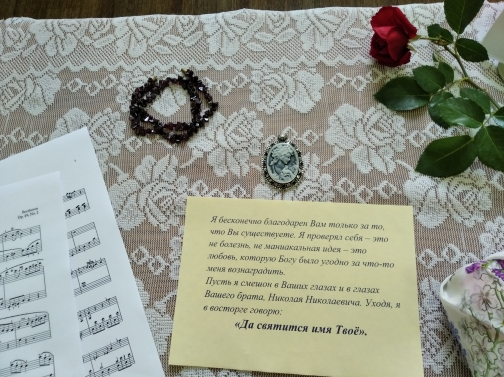 Я бесконечно благодарен Вам только за то,
что Вы существуете. Я проверял себя – это
не болезнь, не маниакальная идея – это
любовь, которую Богу было угодно за что-то
меня вознаградить.
Пусть я смешон в Ваших глазах и в глазах
Вашего брата, Николая Николаевича. Уходя, я
в восторге говорю:
«Да святится имя Твоё».